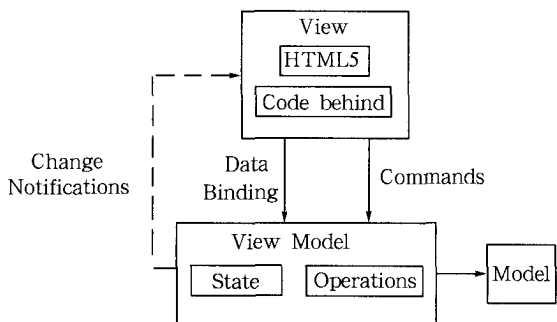 View
HTML5
Code behind
Change
Notifications
Data
Binding
Commands
View Model
State
Operations
Model